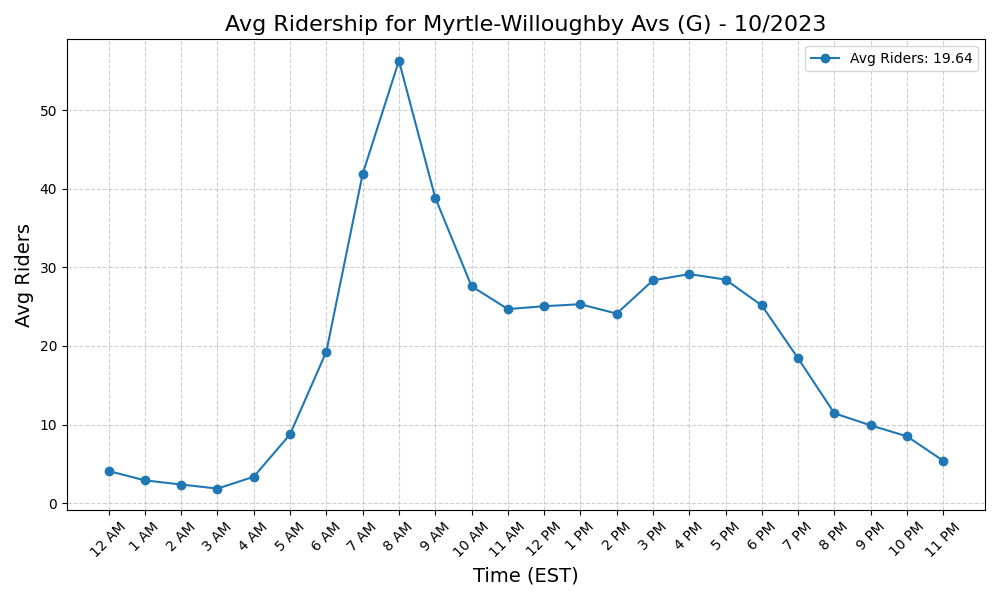 Avg Ridership for Myrtle-Willoughby Avs (G) - 10/2023
Avg Riders: 19.64
Avg Riders
50
40
30
20
10
0
12 AM
1 AM
2 AM
3 AM
4 AM
5 AM
6 AM
7 AM
8 AM
9 AM
10 AM
11 AM
12 PM
1 PM
2 PM
3 PM
4 PM
5 PM
6 PM
7 PM
8 PM
9 PM
10 PM
11 PM
Time (EST)